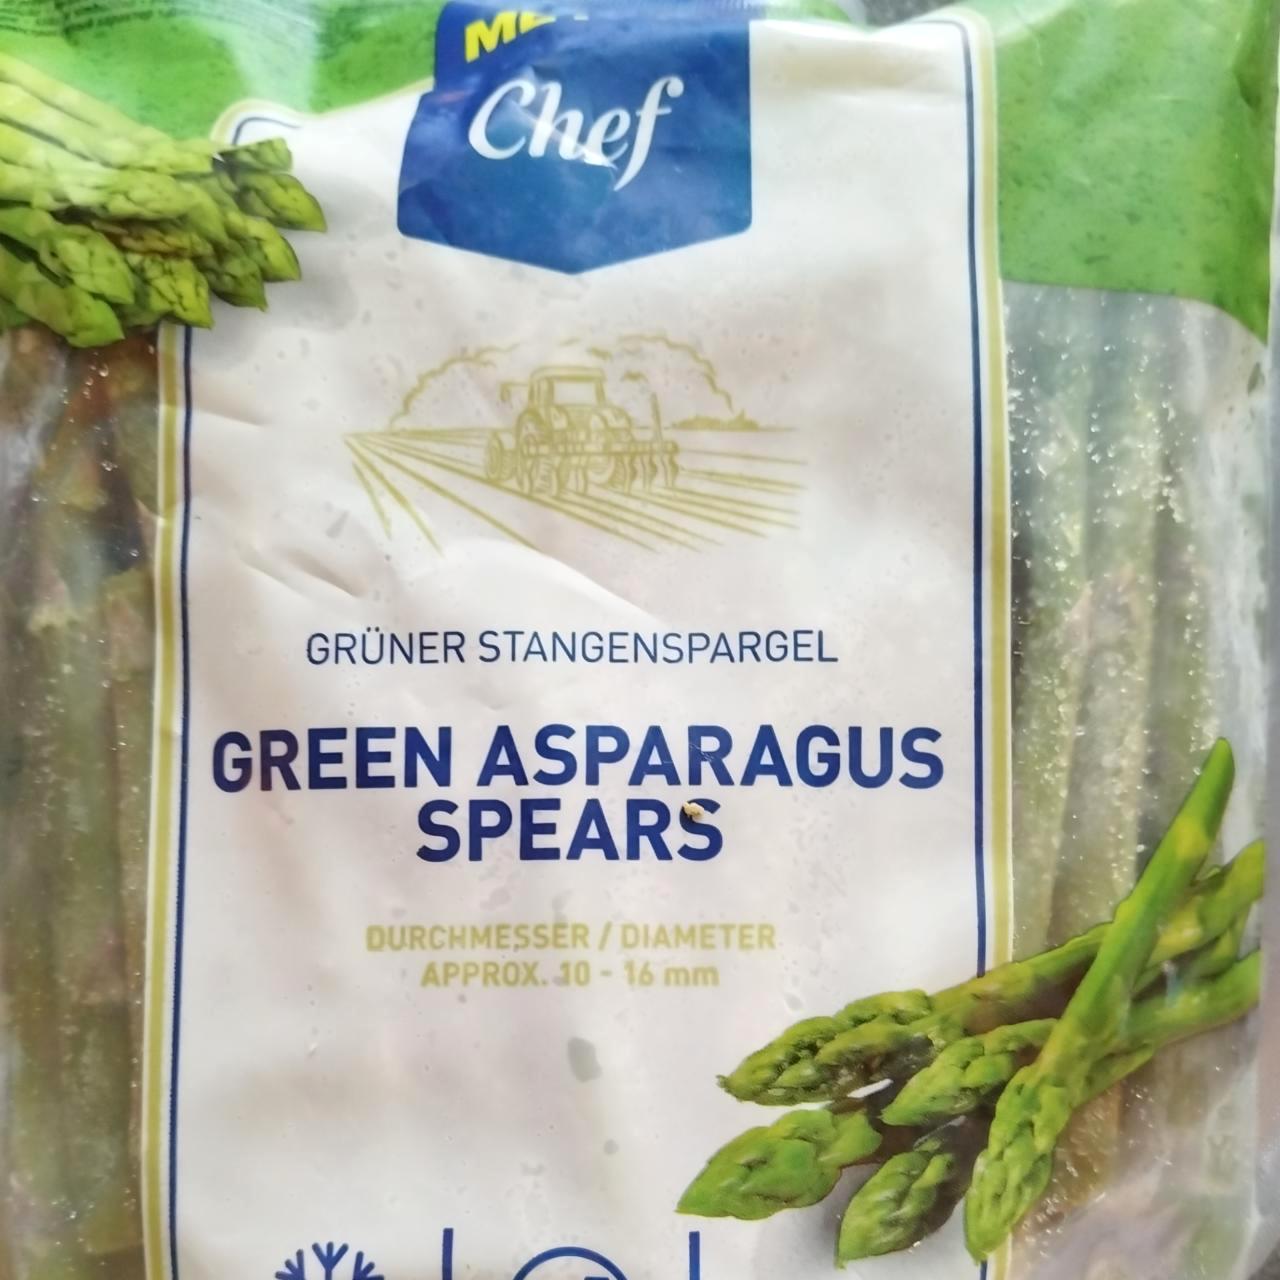 Chef
GRÜNER STANGENSPARGEL
GREEN ASPARAGUS
SPEARS
DURCHMESSER / DIAMETER
APPROX. 10 - 16 mm